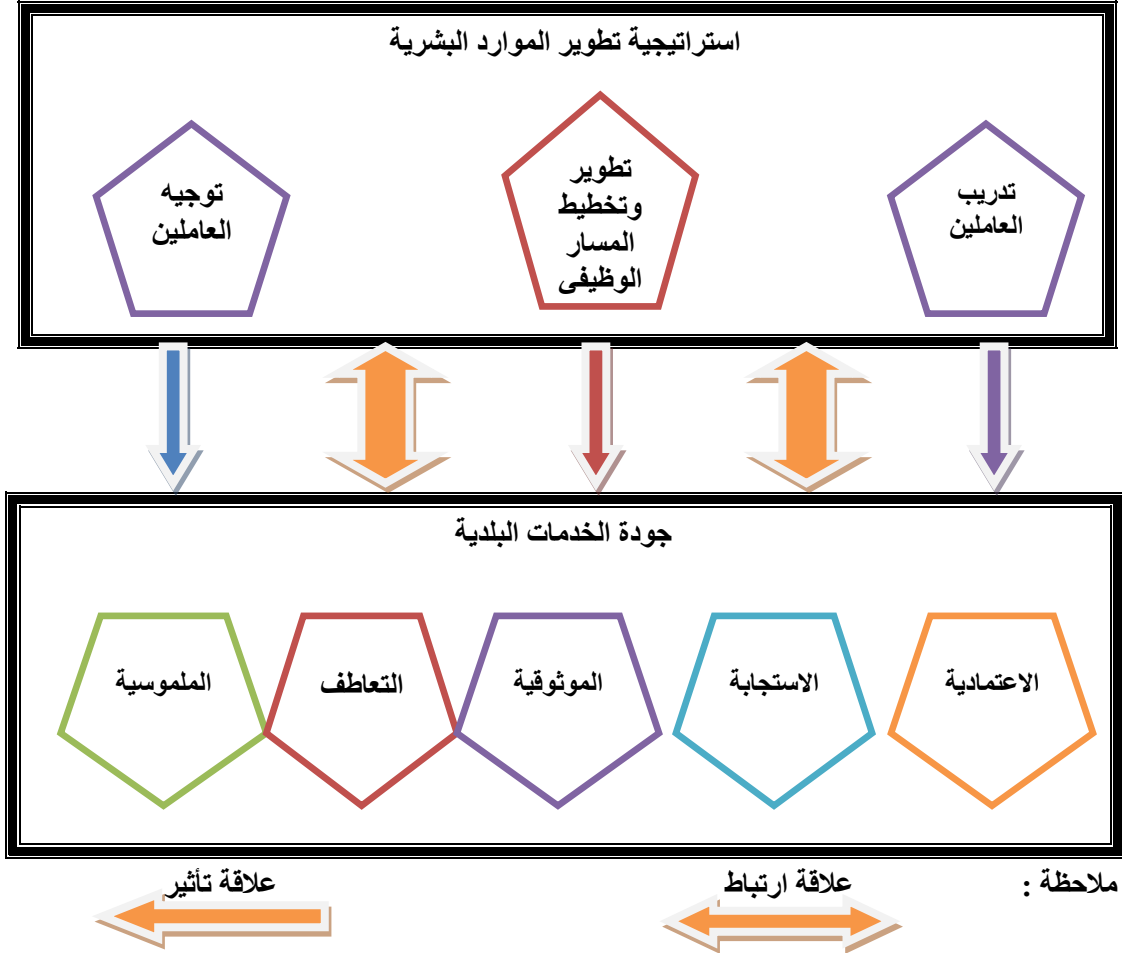 استراتيجية تطوير الموارد البشرية
تدريب
العاملين
تطوير
وتخطيط
المسار
الوظيفى
توجيه
العاملين
جودة الخدمات البلدية
الاعتمادية
الاستجابة
الموثوقية
التعاطف
الملموسية
ملاحظة : علاقة ارتباط علاقة تأثير